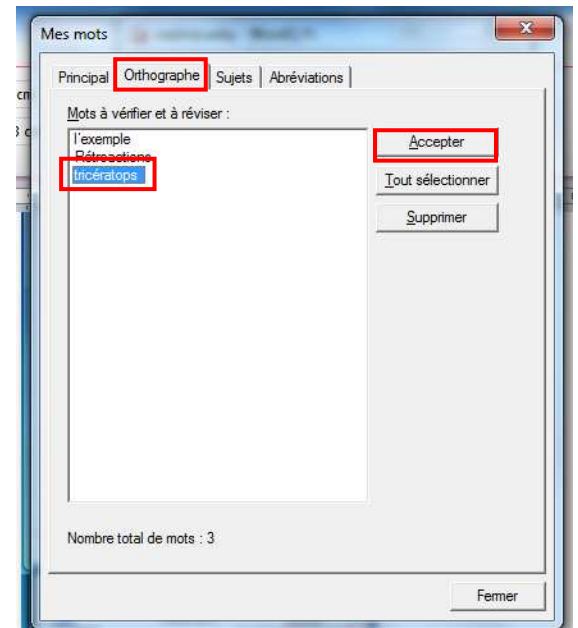 Mes mots
Principal Orthographe Sujets Abréviations
Mots à vérifier et à réviser :
l'exemple
Rétroactions
tricératops
Accepter
Tout sélectionner
Supprimer
Nombre total de mots : 3
Fermer